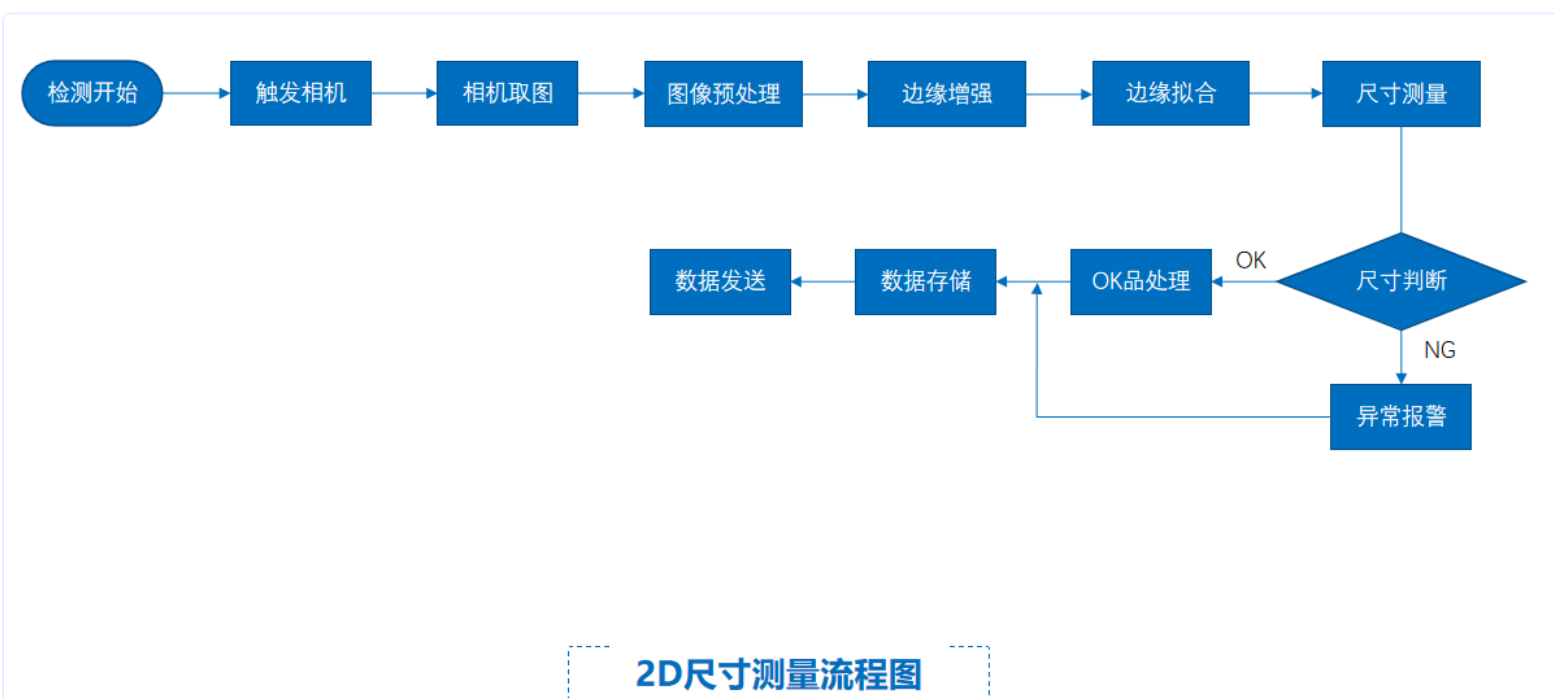 检测开始
触发相机
相机取图
图像预处理
边缘增强
边缘拟合
尺寸测量
数据发送
数据存储
OK品处理
OK
尺寸判断
NG
异常报警
2D尺寸测量流程图